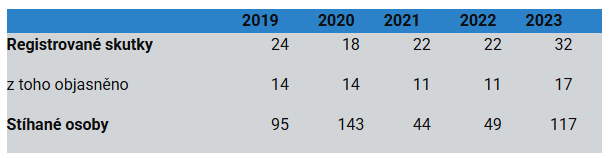 2019 2020 2021 2022 2023
Registrované skutky 24 18 22 22 32
z toho objasněno 14 14 11 11 17
Stíhané osoby 95 143 44 49 117